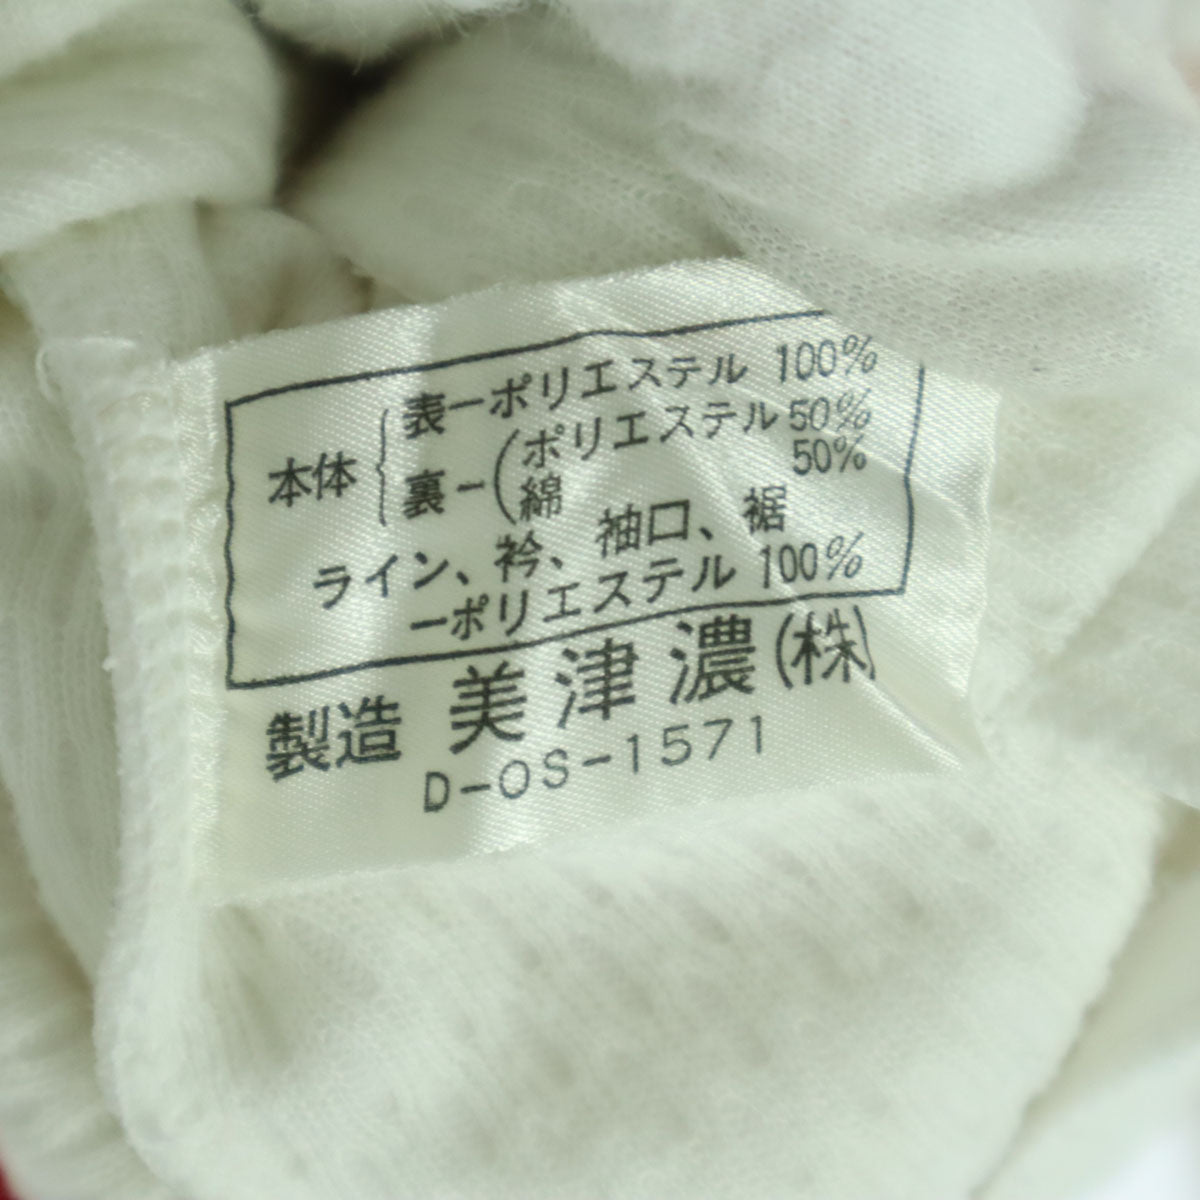 本体
表ーポリエステル 100%
裏ー(ポリエステル 50%
綿 50%
ライン、衿、袖口、裾
ーポリエステル 100%
製造 美津濃(株)
D-OS-1571